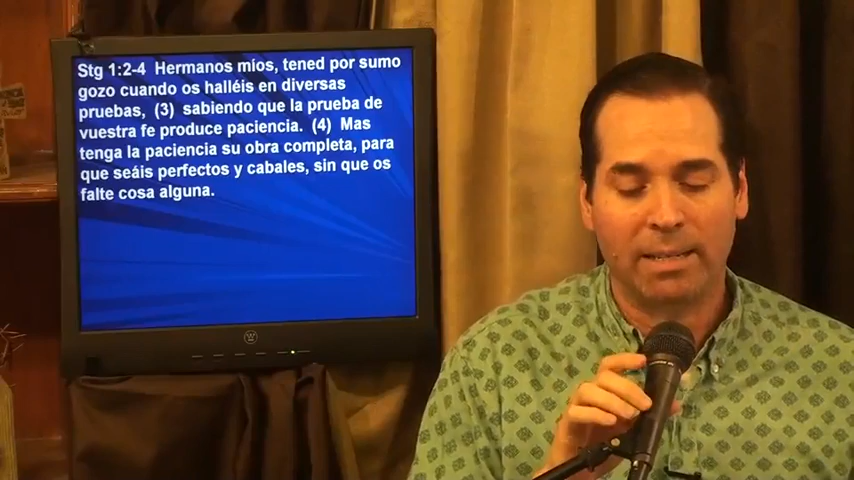 Stg 1:2-4 Hermanos míos, tened por sumo
gozo cuando os halléis en diversas
pruebas, (3) sabiendo que la prueba de
vuestra fe produce paciencia. (4) Mas
tenga la paciencia su obra completa, para
que seáis perfectos y cabales, sin que os
falte cosa alguna.